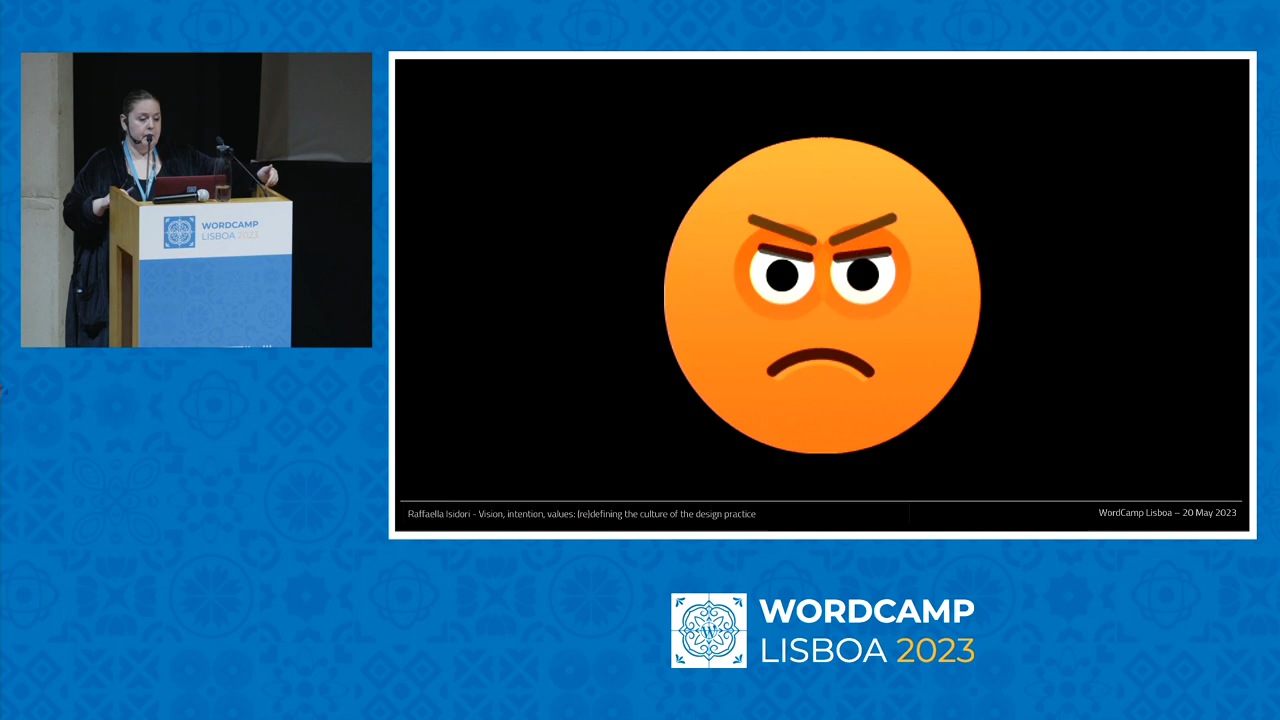 WORDCAMP
LISBOA 2023
Raffaella Isidori - Vision, intention, values: (re)defining the culture of the design practice
WordCamp Lisboa – 20 May 2023
WORDCAMP
LISBOA 2023